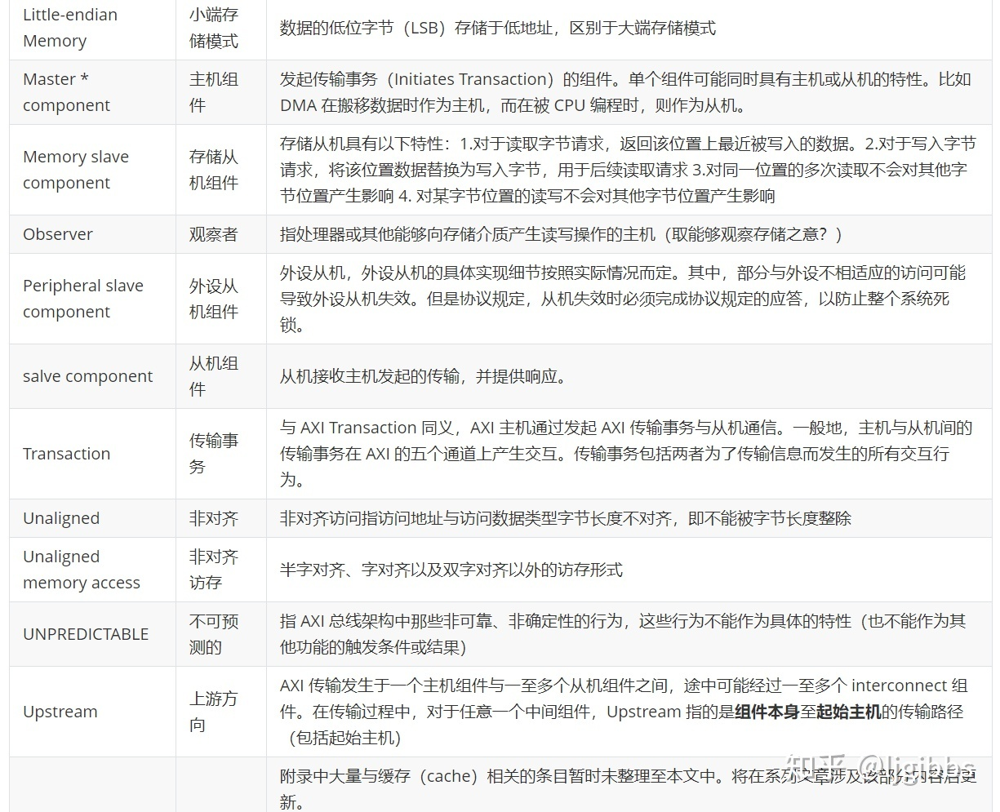 Little-endian
Memory
小端存
储模式
数据的低位字节（LSB）存储于低地址，区别于大端存储模式
Master *
component
主机组
件
发起传输事务（Initiates Transaction）的组件。单个组件可能同时具有主机或从机的特性。比如
DMA 在搬移数据时作为主机，而在被 CPU 编程时，则作为从机。
Memory slave
component
存储从
机组件
存储从机具有以下特性：1.对于读取字节请求，返回该位置上最近被写入的数据。2.对于写入字节
请求，将该位置数据替换为写入字节，用于后续读取请求 3.对同一位置的多次读取不会对其他字
节位置产生影响 4. 对某字节位置的读写不会对其他字节位置产生影响
Observer
观察者
指处理器或其他能够向存储介质产生读写操作的主机（取能够观察存储之意？）
Peripheral slave
component
外设从
机组件
外设从机，外设从机的具体实现细节按照实际情况而定。其中，部分与外设不相适应的访问可能
导致外设从机失效。但是协议规定，从机失效时必须完成协议规定的应答，以防止整个系统死
锁。
salve component
从机组
件
从机接收主机发起的传输，并提供响应。
Transaction
传输事
务
与 AXI Transaction 同义，AXI 主机通过发起 AXI 传输事务与从机通信。一般地，主机与从机间的
传输事务在 AXI 的五个通道上产生交互。传输事务包括两者为了传输信息而发生的所有交互行
为。
Unaligned
非对齐
非对齐访问指访问地址与访问数据类型字节长度不对齐，即不能被字节长度整除
Unaligned
memory access
非对齐
访存
半字对齐、字对齐以及双字对齐以外的访存形式
UNPREDICTABLE
不可预
测的
指 AXI 总线架构中那些非可靠、非确定性的行为，这些行为不能作为具体的特性（也不能作为其
他功能的触发条件或结果）
Upstream
上游方
向
AXI 传输发生于一个主机组件与一至多个从机组件之间，途中可能经过一至多个 interconnect 组
件。在传输过程中，对于任意一个中间组件，Upstream 指的是组件本身至起始主机的传输路径
（包括起始主机）
附录中大量与缓存（cache）相关的条目暂时未整理至本文中。将在系列文章涉及该部分内容后更
新。
知乎 @ljgibbs